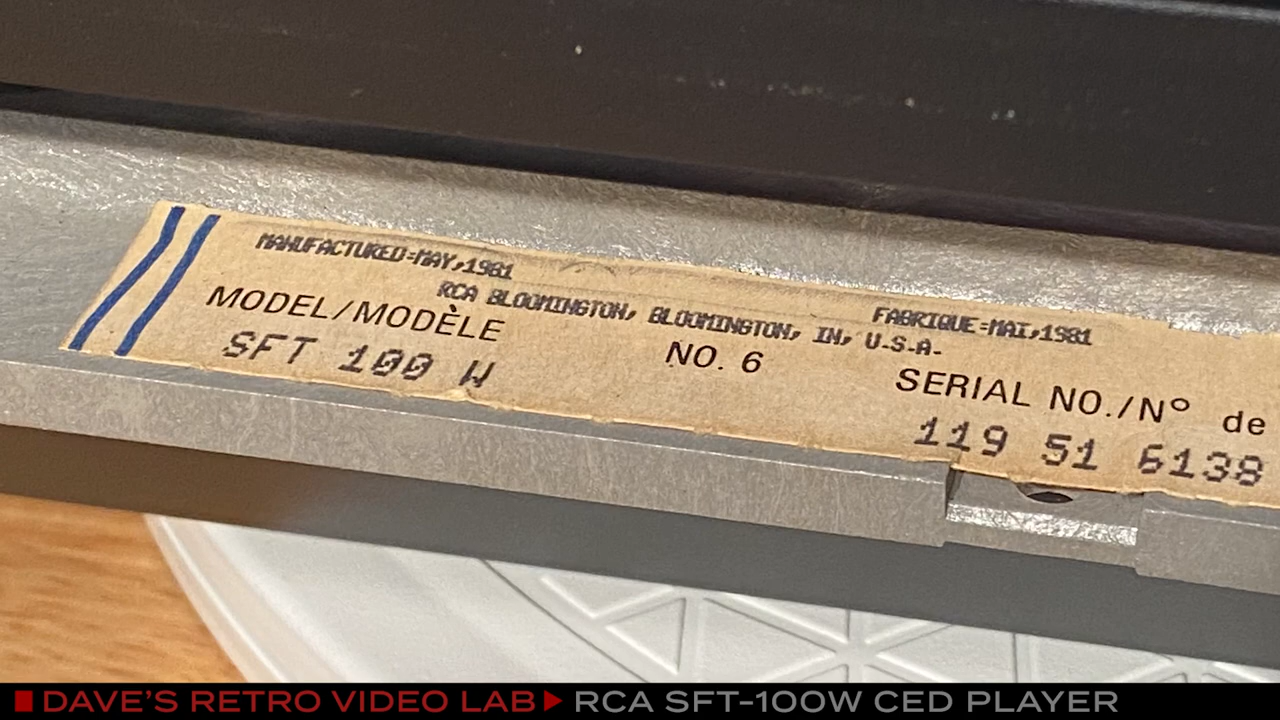 MANUFACTURED=MAY,1981
FABRIQUE=MAI,1981
RCA BLOOMINGTON, BLOOMINGTON, IN, U-S-A-
MODEL/MODÈLE NO. 6 SERIAL NO./Nº de
SFT 100 W 119 51 6138
DAVE'S RETRO VIDEO LAB RCA SFT-100W CED PLAYER